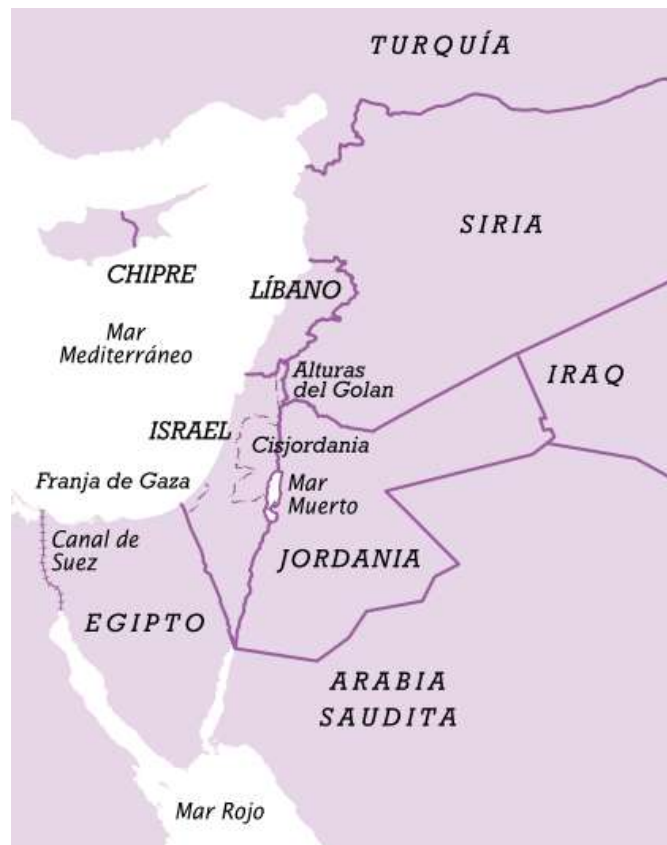 TURQUÍA
SIRIA
CHIPRE
LÍBANO
Mar
Mediterráneo
Alturas
del Golan
IRAQ
ISRAEL
Cisjordania
Franja de Gaza
Mar
Muerto
Canal de
Suez
JORDANIA
EGIPTO
ARABIA
SAUDITA
Mar Rojo